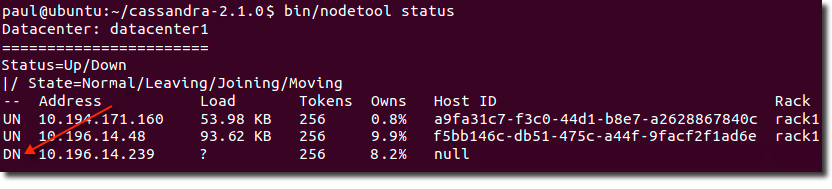 paul@ubuntu:~/cassandra-2.1.0$ bin/nodetool status
Datacenter: datacenter1
=======================
Status=Up/Down
|/ State=Normal/Leaving/Joining/Moving
--  Address         Load       Tokens  Owns   Host ID                               Rack
UN  10.194.171.160  53.98 KB   256     0.8%   a9fa31c7-f3c0-44d1-b8e7-a2628867840c  rack1
UN  10.196.14.48    93.62 KB   256     9.9%   f5bb146c-db51-475c-a44f-9facf2f1ad6e  rack1
DN  10.196.14.239   ?          256     8.2%   null                                  rack1